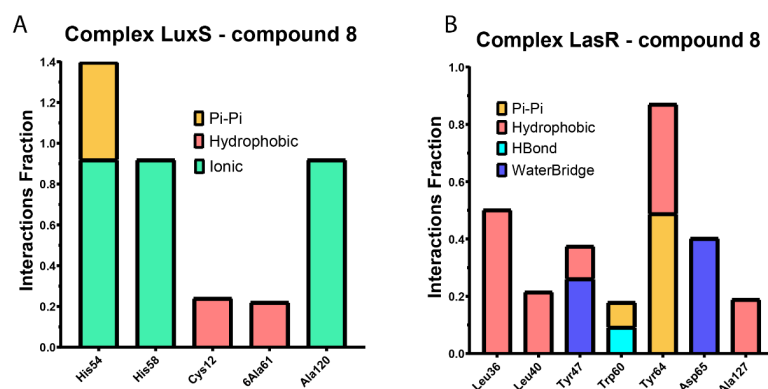 A
Complex LuxS - compound 8
Interactions Fraction
1.4
1.2
1.0
0.8
0.6
0.4
0.2
0.0
Pi-Pi
Hydrophobic
Ionic
His54
His58
Cys12
6Ala61
Ala120
B
Complex LasR - compound 8
Interactions Fraction
1.0
0.8
0.6
0.4
0.2
0.0
Pi-Pi
Hydrophobic
HBond
WaterBridge
Leu36
Leu40
Tyr47
Trp60
Tyr64
Asp65
Ala127